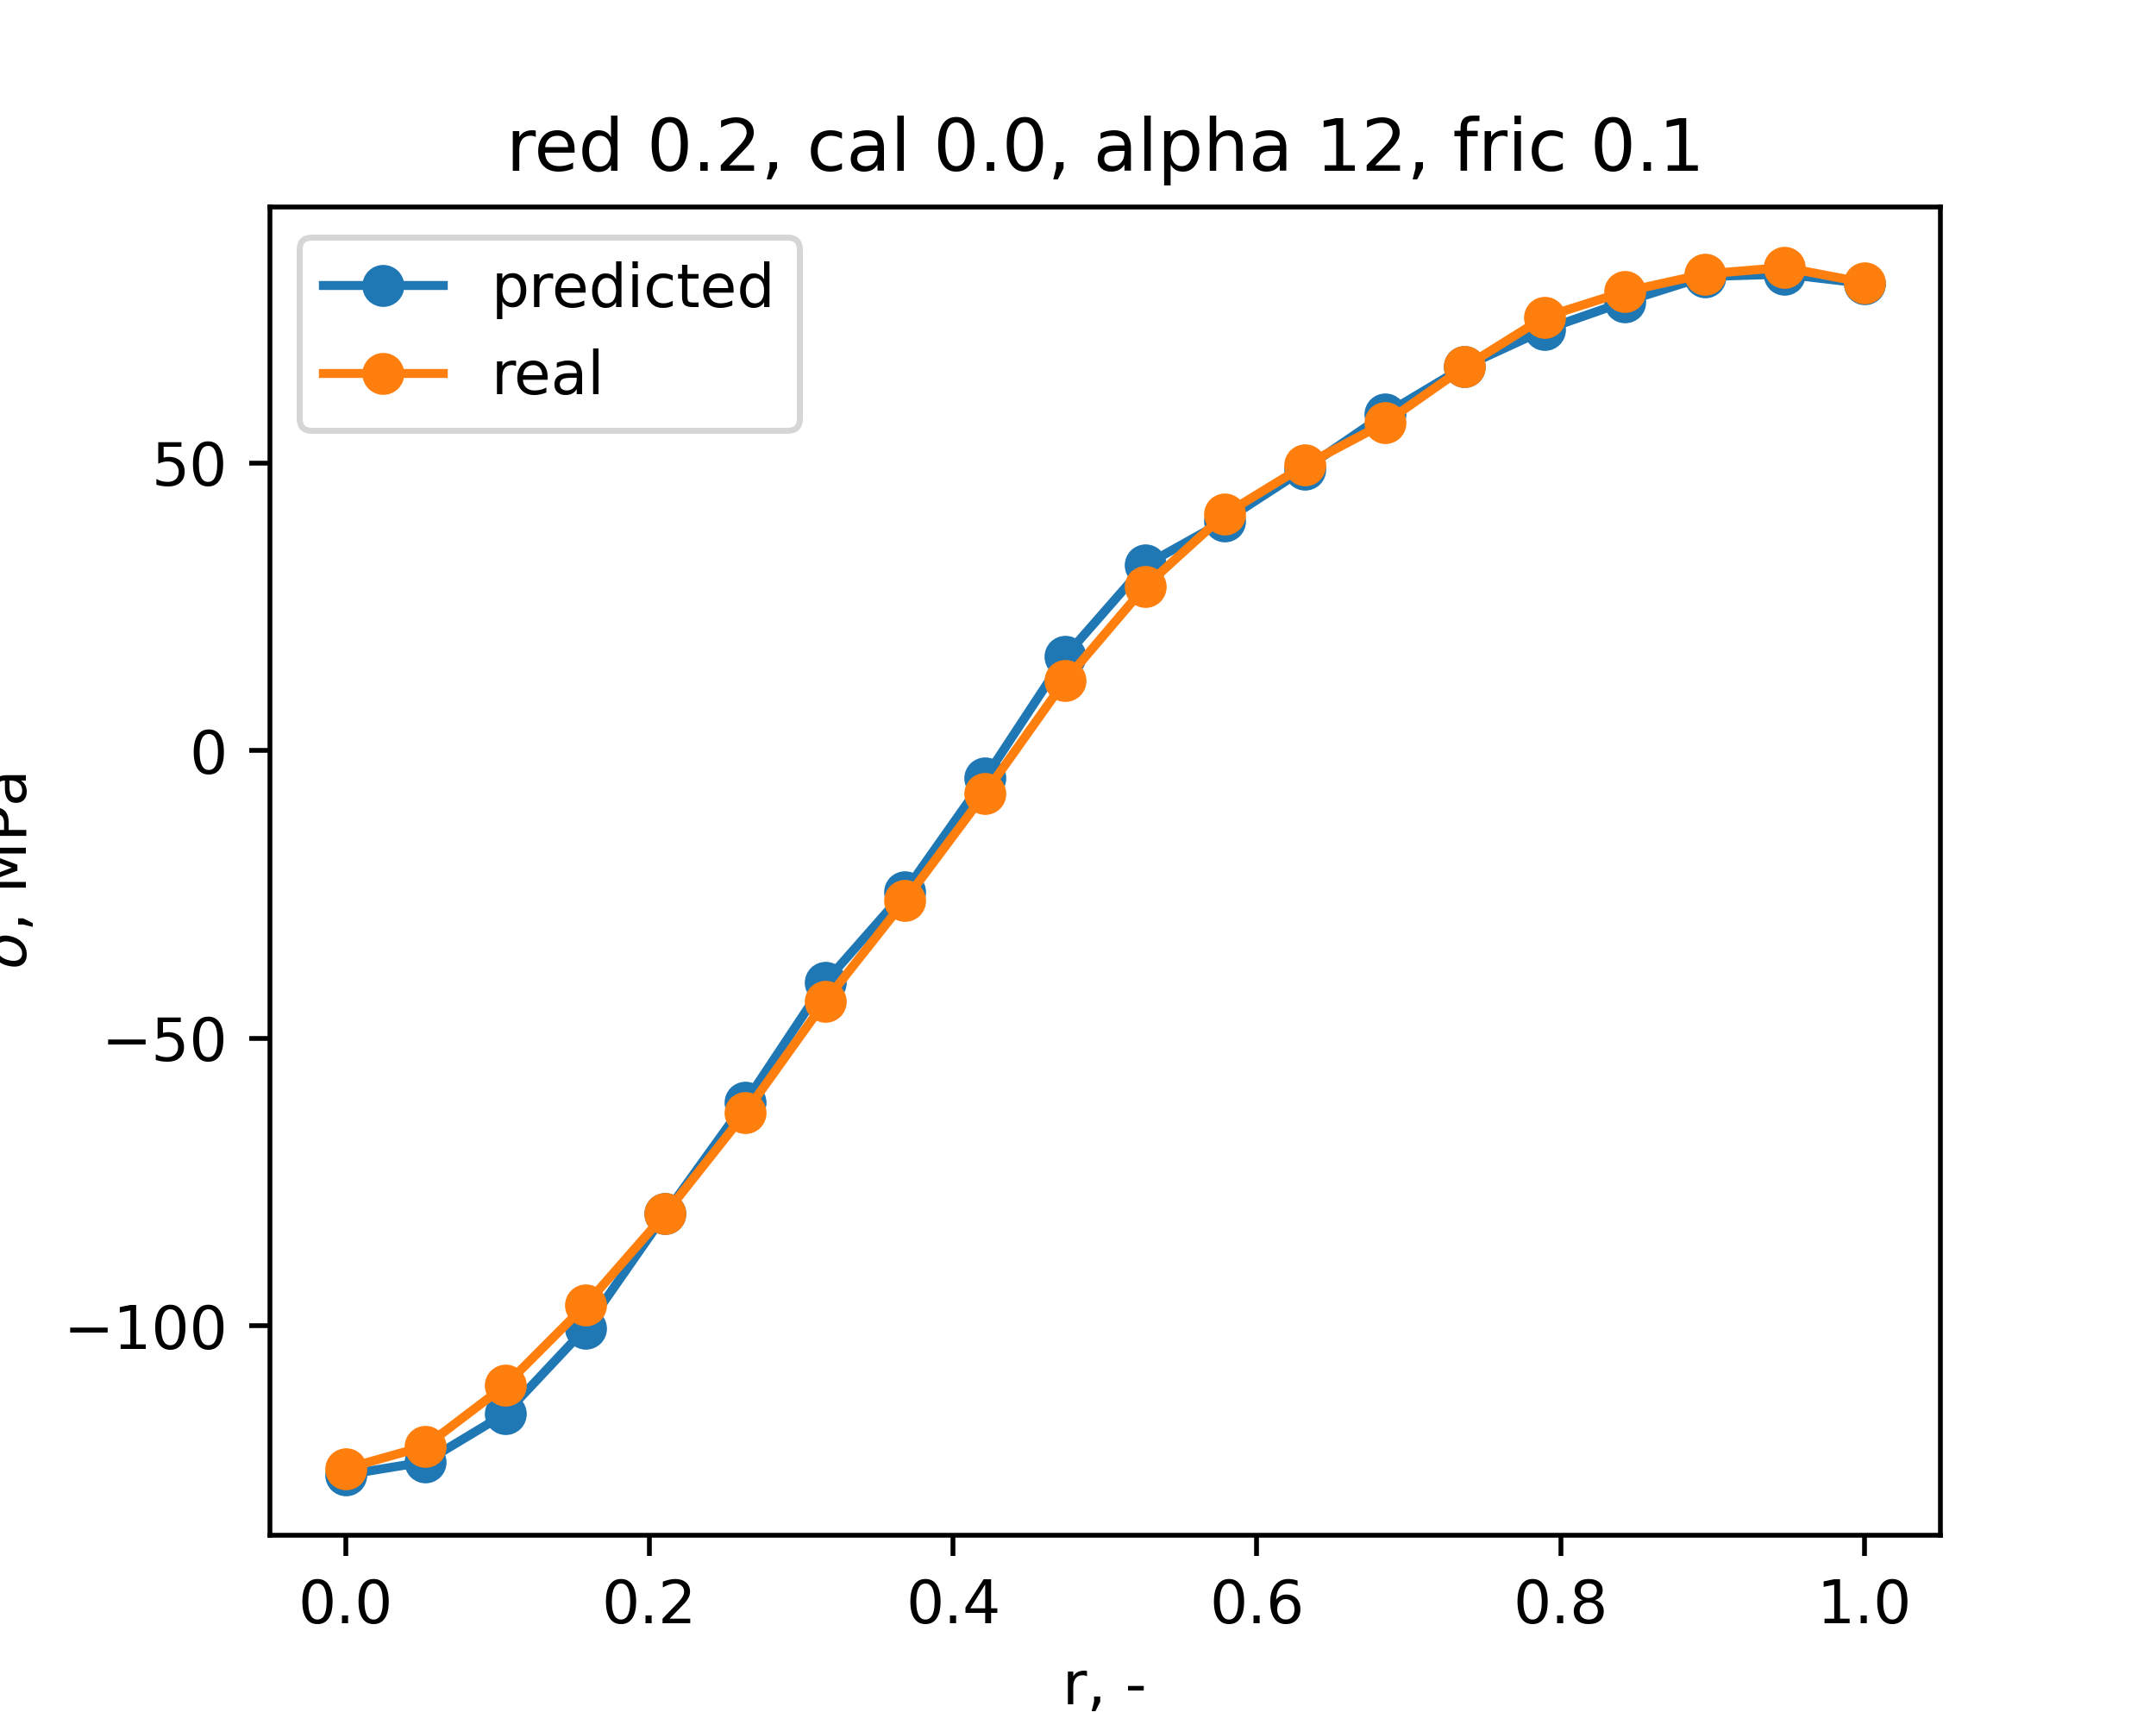 red 0.2, cal 0.0, alpha 12, fric 0.1
predicted
real
50
0
−50
−100
σ, MPa
0.0 0.2 0.4 0.6 0.8 1.0
r, -